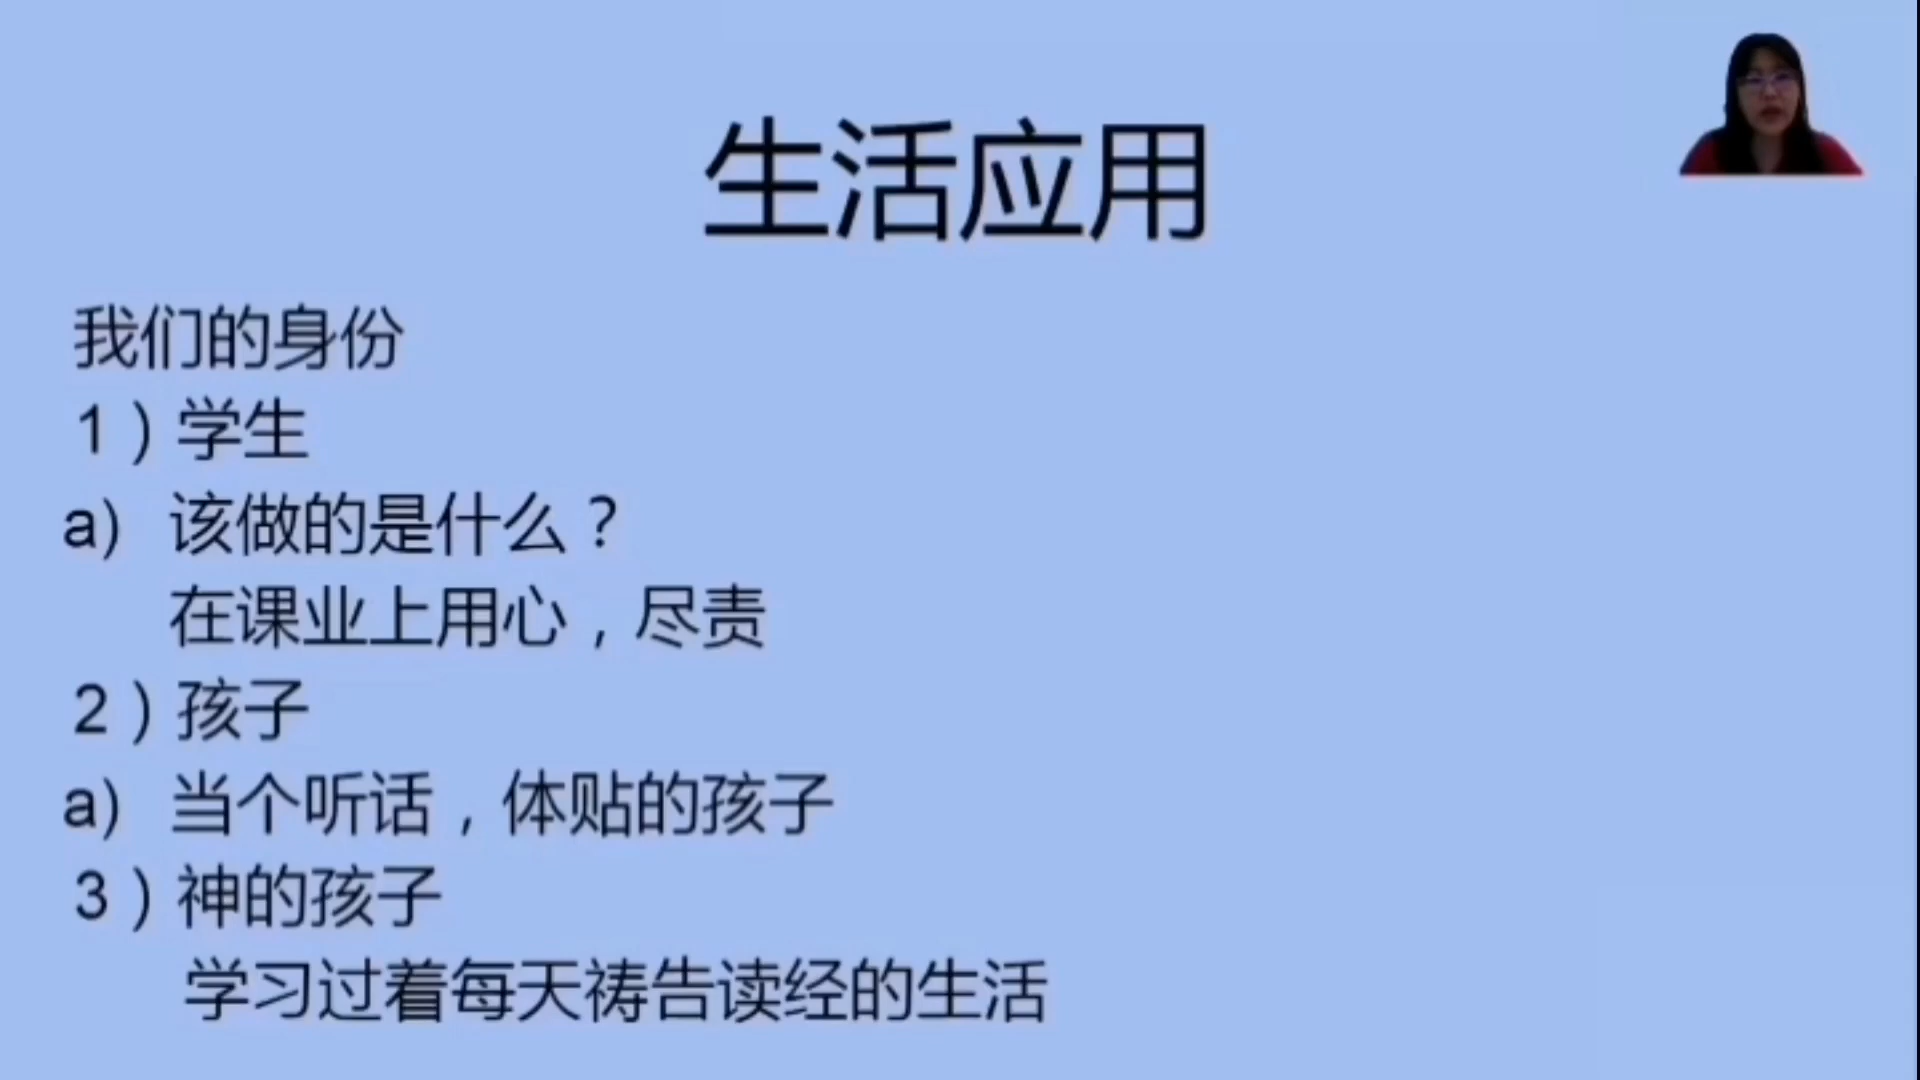 生活应用
我们的身份
1）学生
a) 该做的是什么？
在课业上用心，尽责
2）孩子
a) 当个听话，体贴的孩子
3）神的孩子
学习过着每天祷告读经的生活